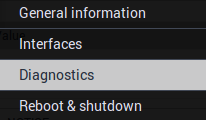 General information
Interfaces
Diagnostics
Reboot & shutdown